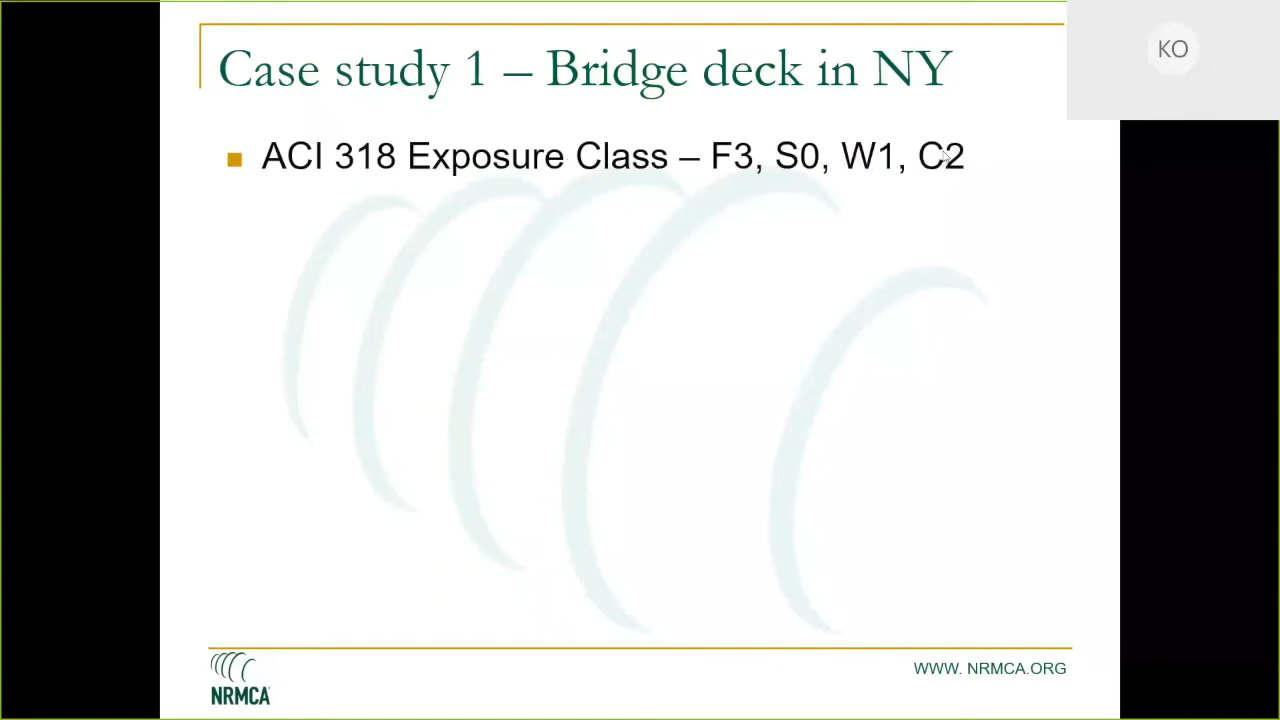 Case study 1 – Bridge deck in NY
KO
ACI 318 Exposure Class – F3, S0, W1, C2
NRMCA
WWW. NRMCA.ORG